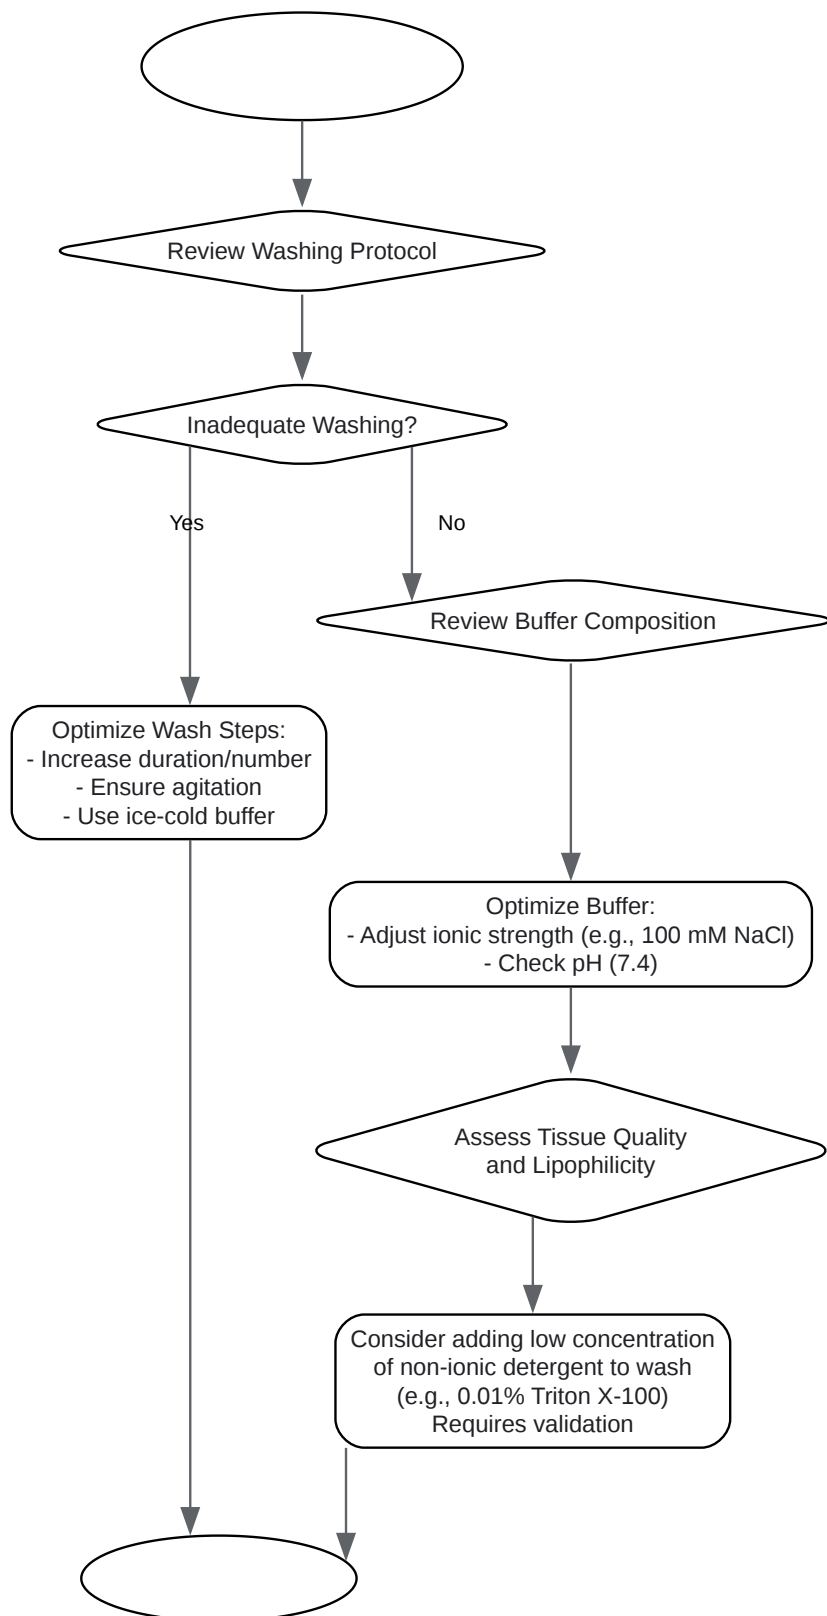 Review Washing Protocol
Inadequate Washing?
Yes
No
Review Buffer Composition
Optimize Wash Steps:
- Increase duration/number
- Ensure agitation
- Use ice-cold buffer
Optimize Buffer:
- Adjust ionic strength (e.g., 100 mM NaCl)
- Check pH (7.4)
Assess Tissue Quality
and Lipophilicity
Consider adding low concentration
of non-ionic detergent to wash
(e.g., 0.01% Triton X-100)
Requires validation